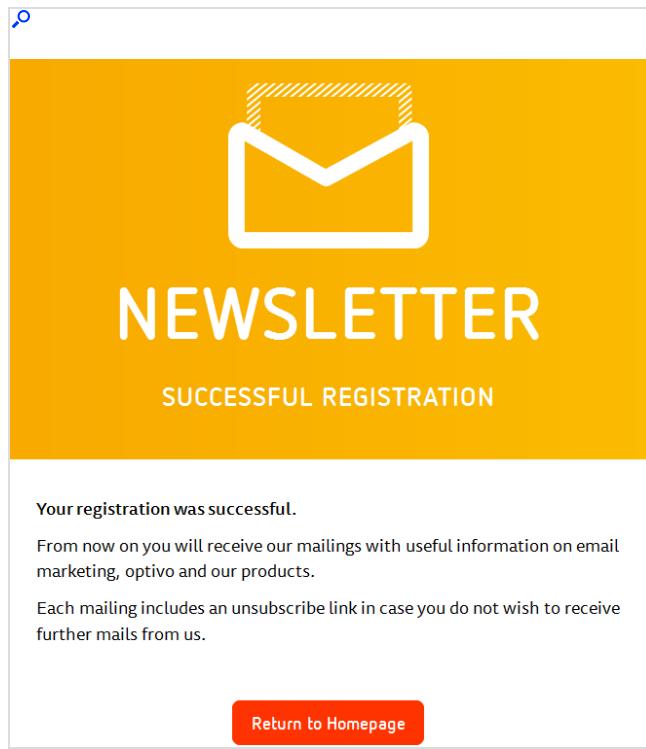 NEWSLETTER
SUCCESSFUL REGISTRATION
Your registration was successful.
From now on you will receive our mailings with useful information on email
marketing, optivo and our products.
Each mailing includes an unsubscribe link in case you do not wish to receive
further mails from us.
Return to Homepage